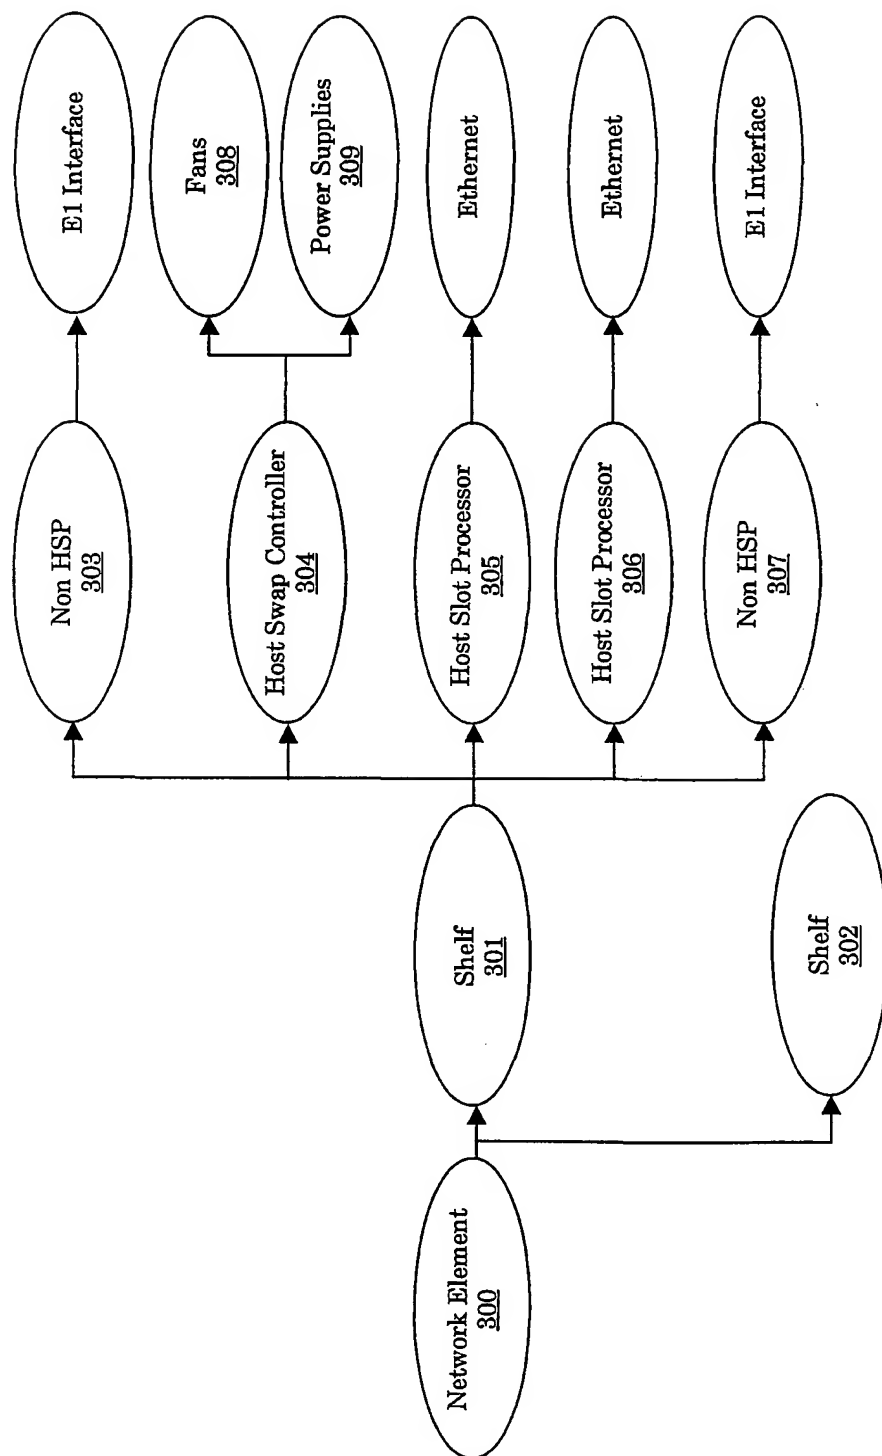 Network Element
300
Shelf
301
Shelf
302
Non HSP
303
Host Swap Controller
304
Host Slot Processor
305
Host Slot Processor
306
Non HSP
307
E1 Interface
Fans
308
Power Supplies
309
Ethernet
Ethernet
E1 Interface